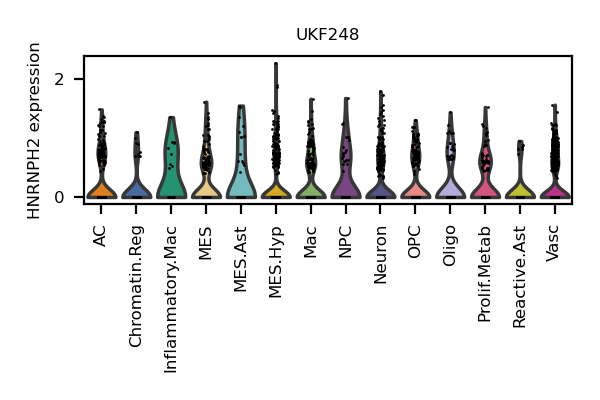 UKF248
HNRNPH2 expression
2
0
AC
Chromatin.Reg
Inflammatory.Mac
MES
MES.Ast
MES.Hyp
Mac
NPC
Neuron
OPC
Oligo
Prolif.Metab
Reactive.Ast
Vasc